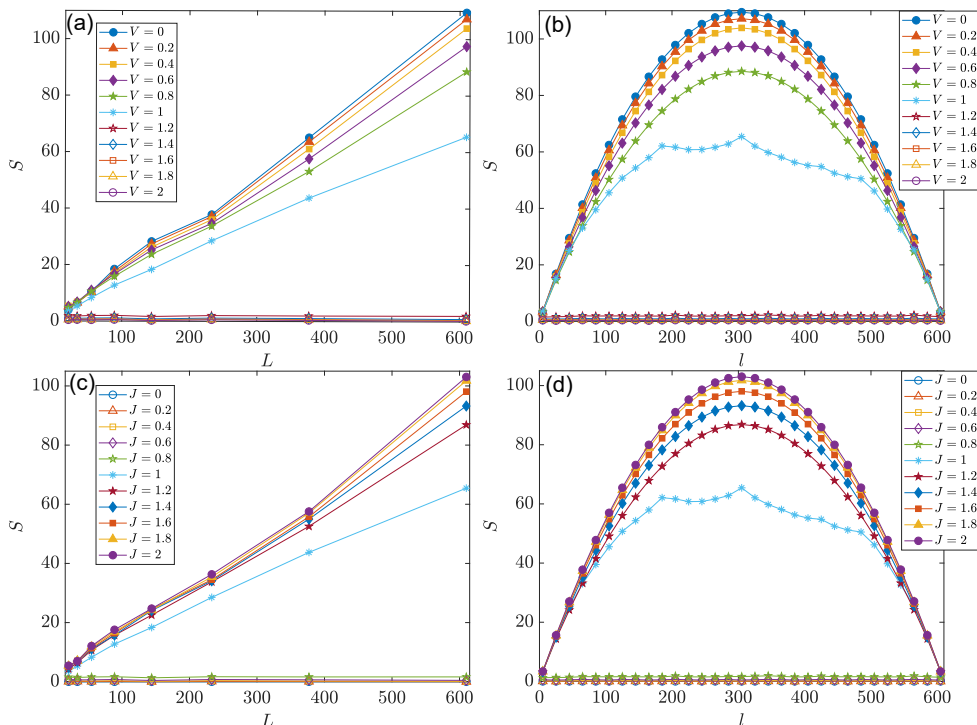 (a)
V = 0
V = 0.2
V = 0.4
V = 0.6
V = 0.8
V = 1
V = 1.2
V = 1.4
V = 1.6
V = 1.8
V = 2
100
80
60
40
20
0
S
100 200 300 400 500 600
L
(b)
V = 0
V = 0.2
V = 0.4
V = 0.6
V = 0.8
V = 1
V = 1.2
V = 1.4
V = 1.6
V = 1.8
V = 2
100
80
60
40
20
0
S
0 100 200 300 400 500 600
l
(c)
J = 0
J = 0.2
J = 0.4
J = 0.6
J = 0.8
J = 1
J = 1.2
J = 1.4
J = 1.6
J = 1.8
J = 2
100
80
60
40
20
0
S
100 200 300 400 500 600
L
(d)
J = 0
J = 0.2
J = 0.4
J = 0.6
J = 0.8
J = 1
J = 1.2
J = 1.4
J = 1.6
J = 1.8
J = 2
100
80
60
40
20
0
S
0 100 200 300 400 500 600
l